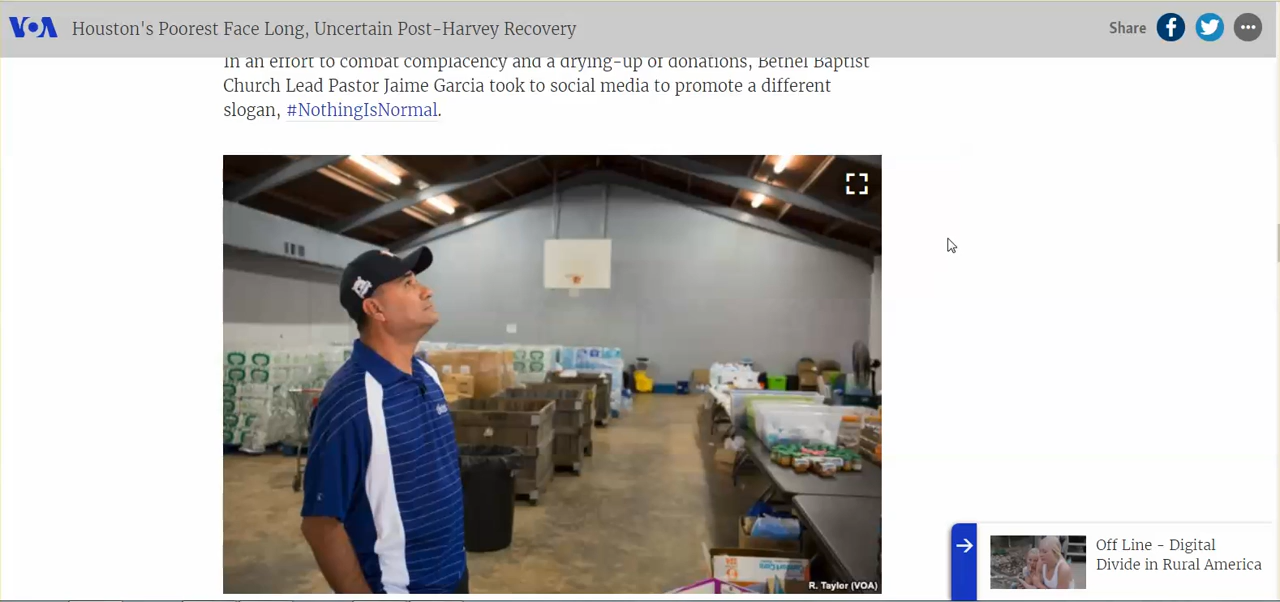 VOA Houston's Poorest Face Long, Uncertain Post-Harvey Recovery Share
In an effort to combat complacency and a drying-up of donations, Bethel Baptist
Church Lead Pastor Jaime Garcia took to social media to promote a different
slogan, #NothingIsNormal.
R. Taylor (VOA)
Off Line - Digital
Divide in Rural America